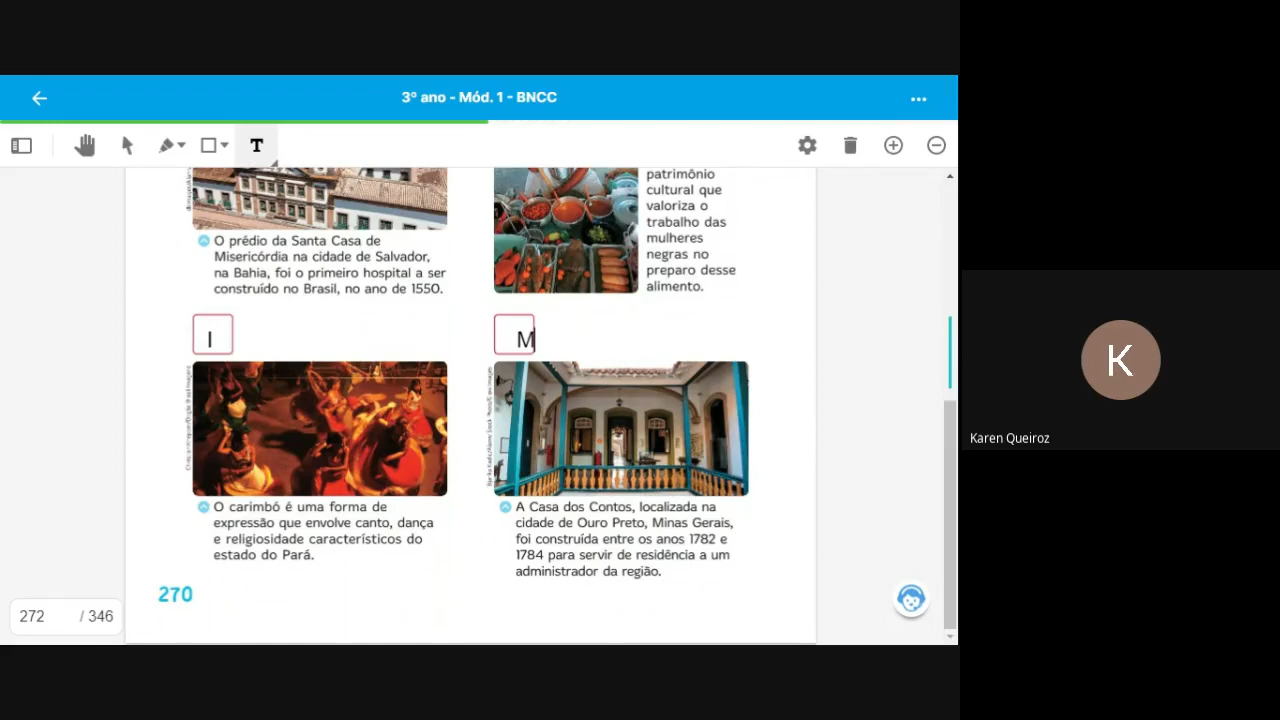 3º ano - Mód. 1 - BNCC
T
patrimônio
cultural que
valoriza o
trabalho das
mulheres
negras no
preparo desse
alimento.
O prédio da Santa Casa de
Misericórdia na cidade de Salvador,
na Bahia, foi o primeiro hospital a ser
construído no Brasil, no ano de 1550.
I
M
O carimbó é uma forma de
expressão que envolve canto, dança
e religiosidade característicos do
estado do Pará.
A Casa dos Contos, localizada na
cidade de Ouro Preto, Minas Gerais,
foi construída entre os anos 1782 e
1784 para servir de residência a um
administrador da região.
270
272 / 346
K
Karen Queiroz